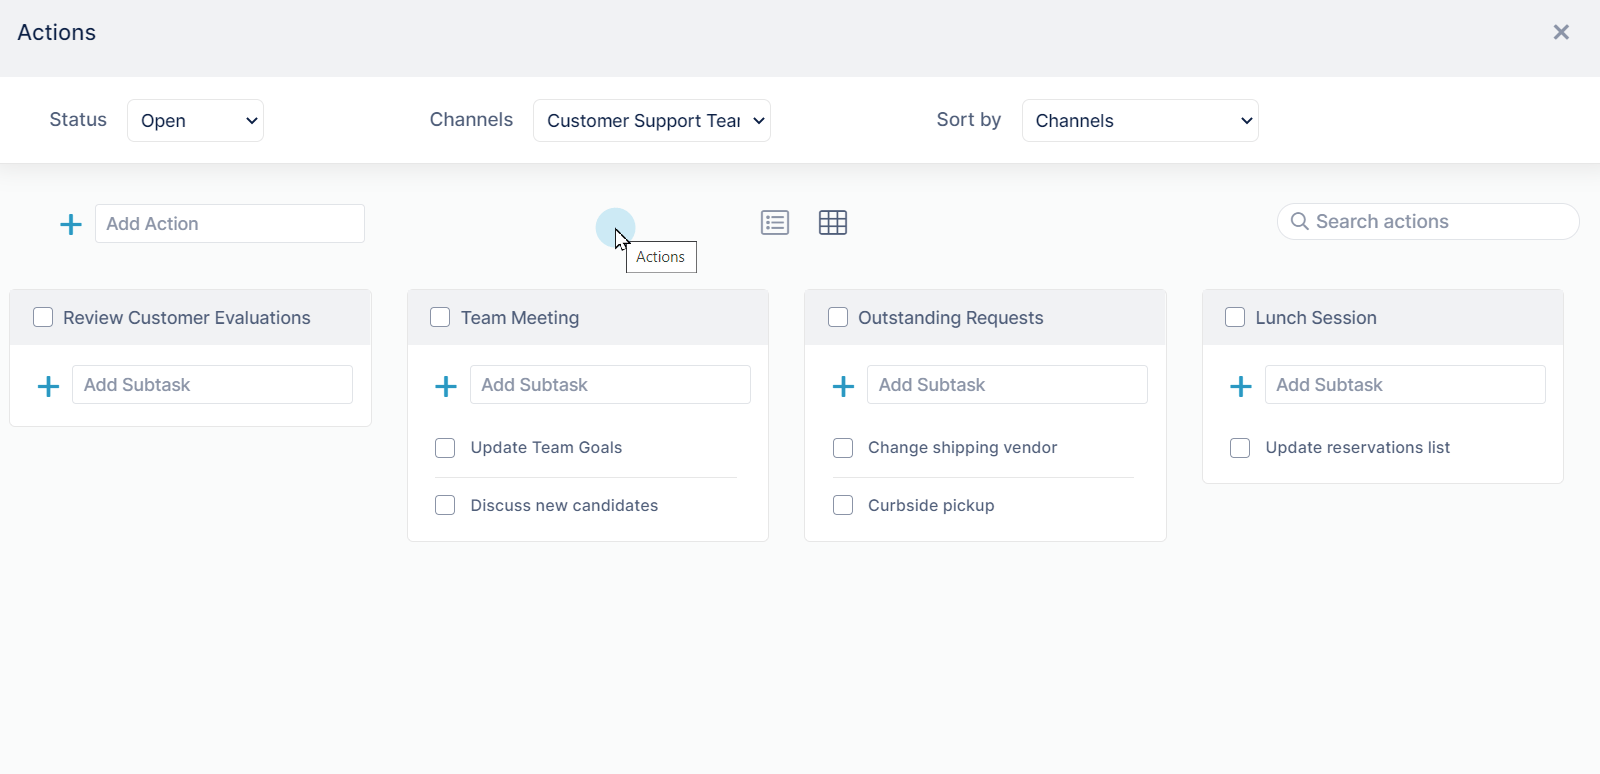 Actions
Status Open Channels Customer Support Tear Sort by Channels
Add Action Search actions
Actions
Review Customer Evaluations Team Meeting Outstanding Requests Lunch Session
Add Subtask Add Subtask Add Subtask Add Subtask
Update Team Goals Change shipping vendor Update reservations list
Discuss new candidates Curbside pickup